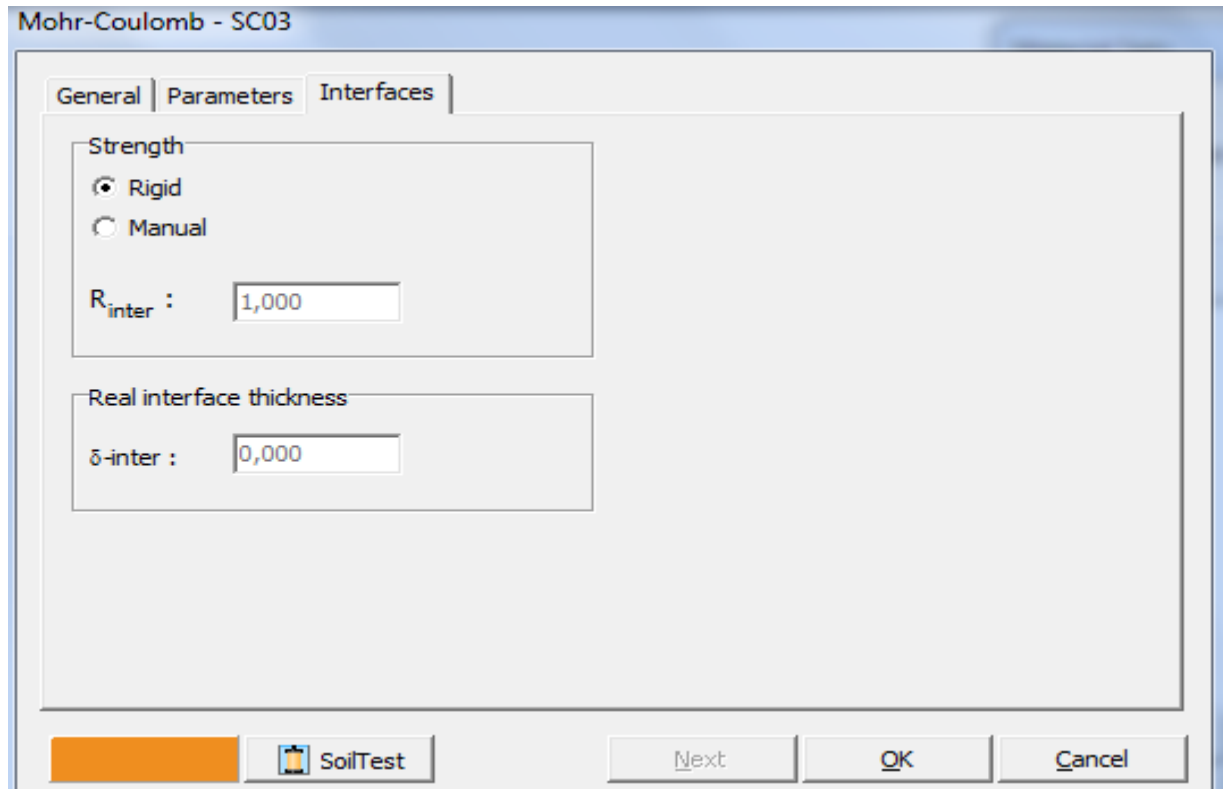 Mohr-Coulomb - SC03
General Parameters Interfaces
Strength
Rigid
Manual
Rinter : 1,000
Real interface thickness
δ-inter : 0,000
SoilTest Next OK Cancel